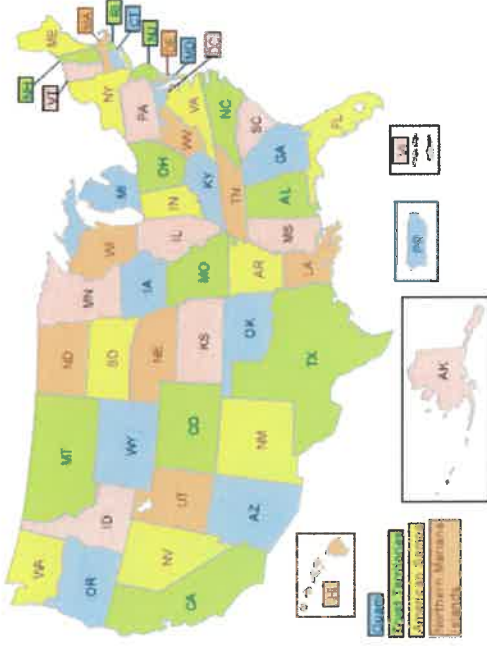 ME
NH
VT
MA
RI
CT
NJ
DE
MD
DC
NY
PA
WA
MT
ND
MN
WI
MI
OR
ID
WY
SD
IA
IL
IN
OH
WV
VA
NV
UT
CO
NE
KS
MO
KY
NC
CA
AZ
NM
OK
AR
TN
SC
TX
LA
MS
AL
GA
FL
HI
AK
PR
VI
Guam
Trust Territories
American Samoa
Northern Mariana
Islands